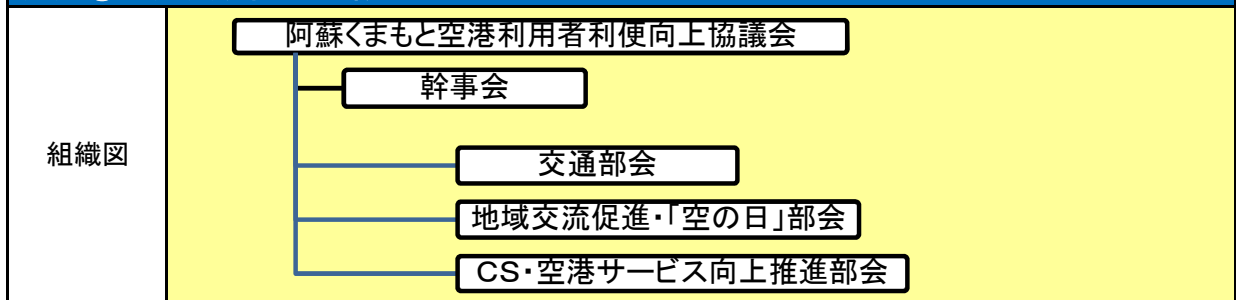 阿蘇くまもと空港利用者利便向上協議会
幹事会
組織図
交通部会
地域交流促進・「空の日」部会
CS・空港サービス向上推進部会